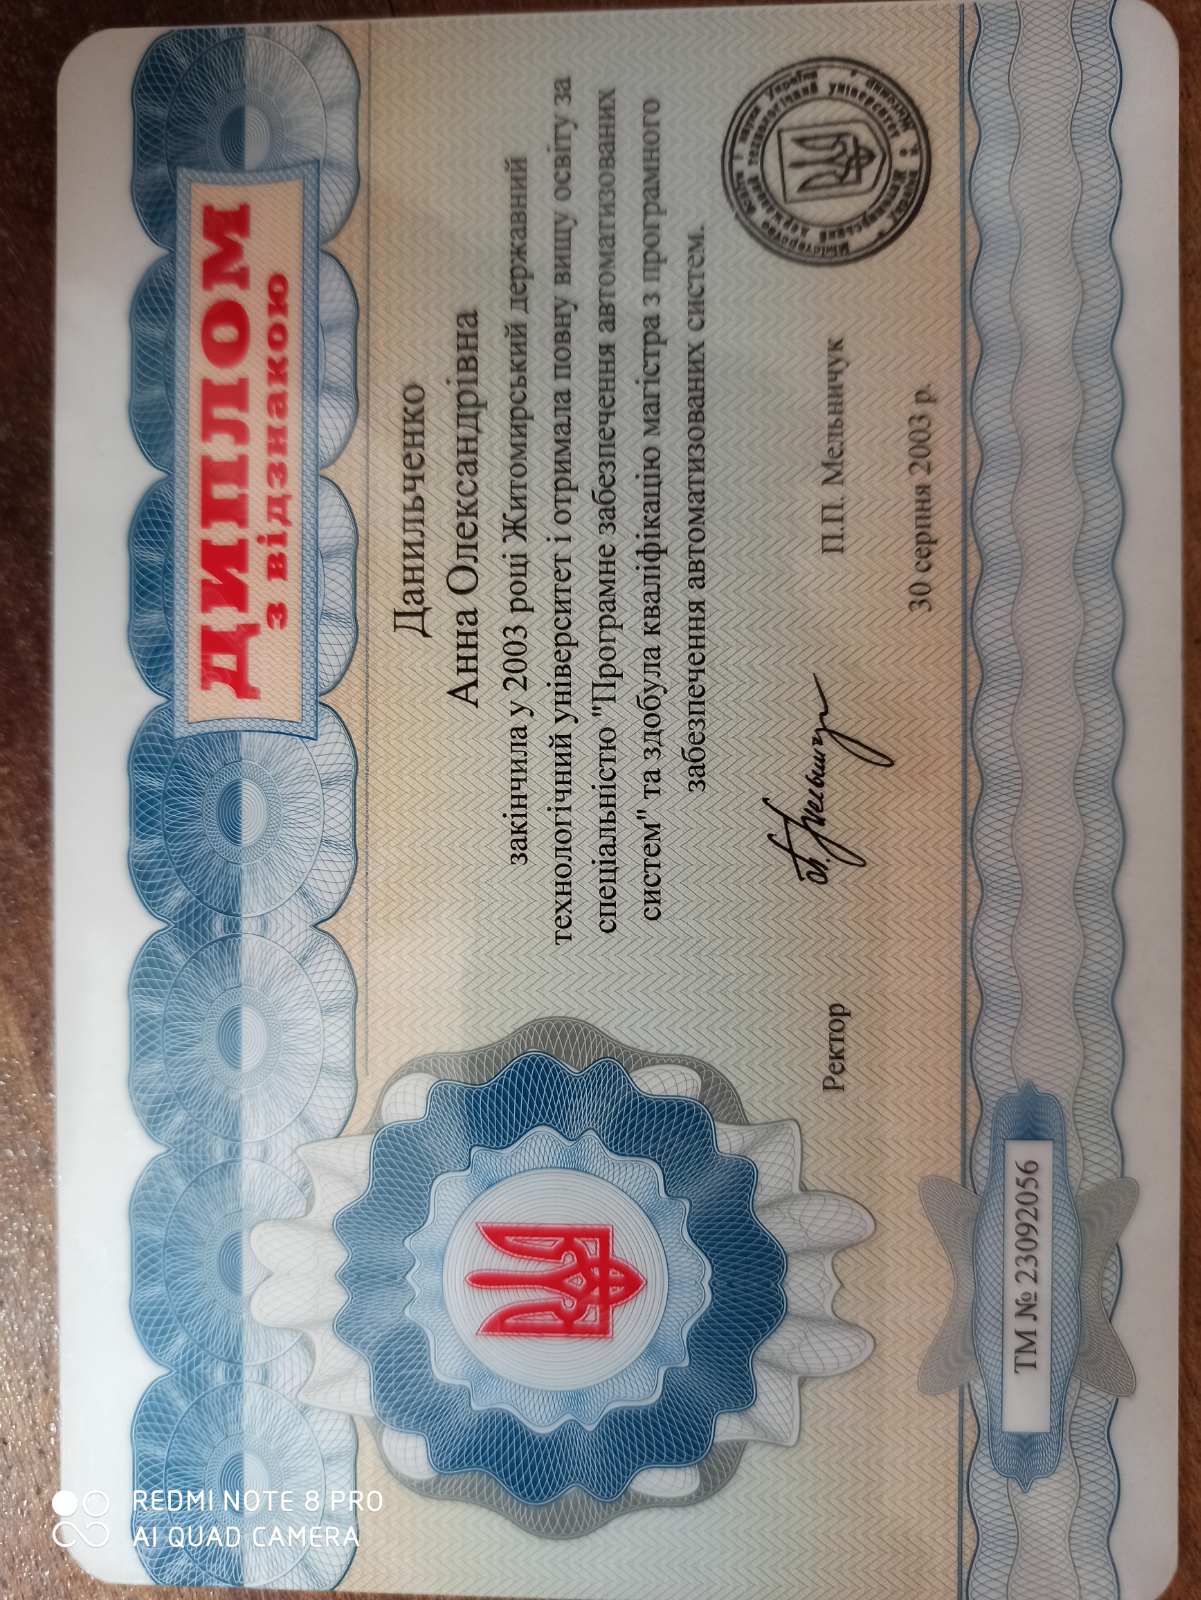 ДИПЛОМ
з відзнакою
Данильченко
Анна Олександрівна
закінчила у 2003 році Житомирський державний
технологічний університет і отримала повну вищу освіту за
спеціальністю "Програмне забезпечення автоматизованих
систем" та здобула кваліфікацію магістра з програмного
забезпечення автоматизованих систем.
Ректор
П.П. Мельничук
30 серпня 2003 р.
ТМ № 23092056
REDMI NOTE 8 PRO
AI QUAD CAMERA